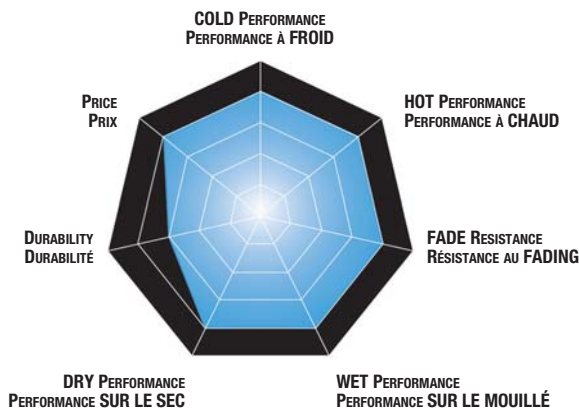 COLD PERFORMANCE
PERFORMANCE À FROID
PRICE
PRIX
HOT PERFORMANCE
PERFORMANCE À CHAUD
DURABILITY
DURABILITÉ
FADE RESISTANCE
RÉSISTANCE AU FADING
DRY PERFORMANCE
PERFORMANCE SUR LE SEC
WET PERFORMANCE
PERFORMANCE SUR LE MOUILLÉ